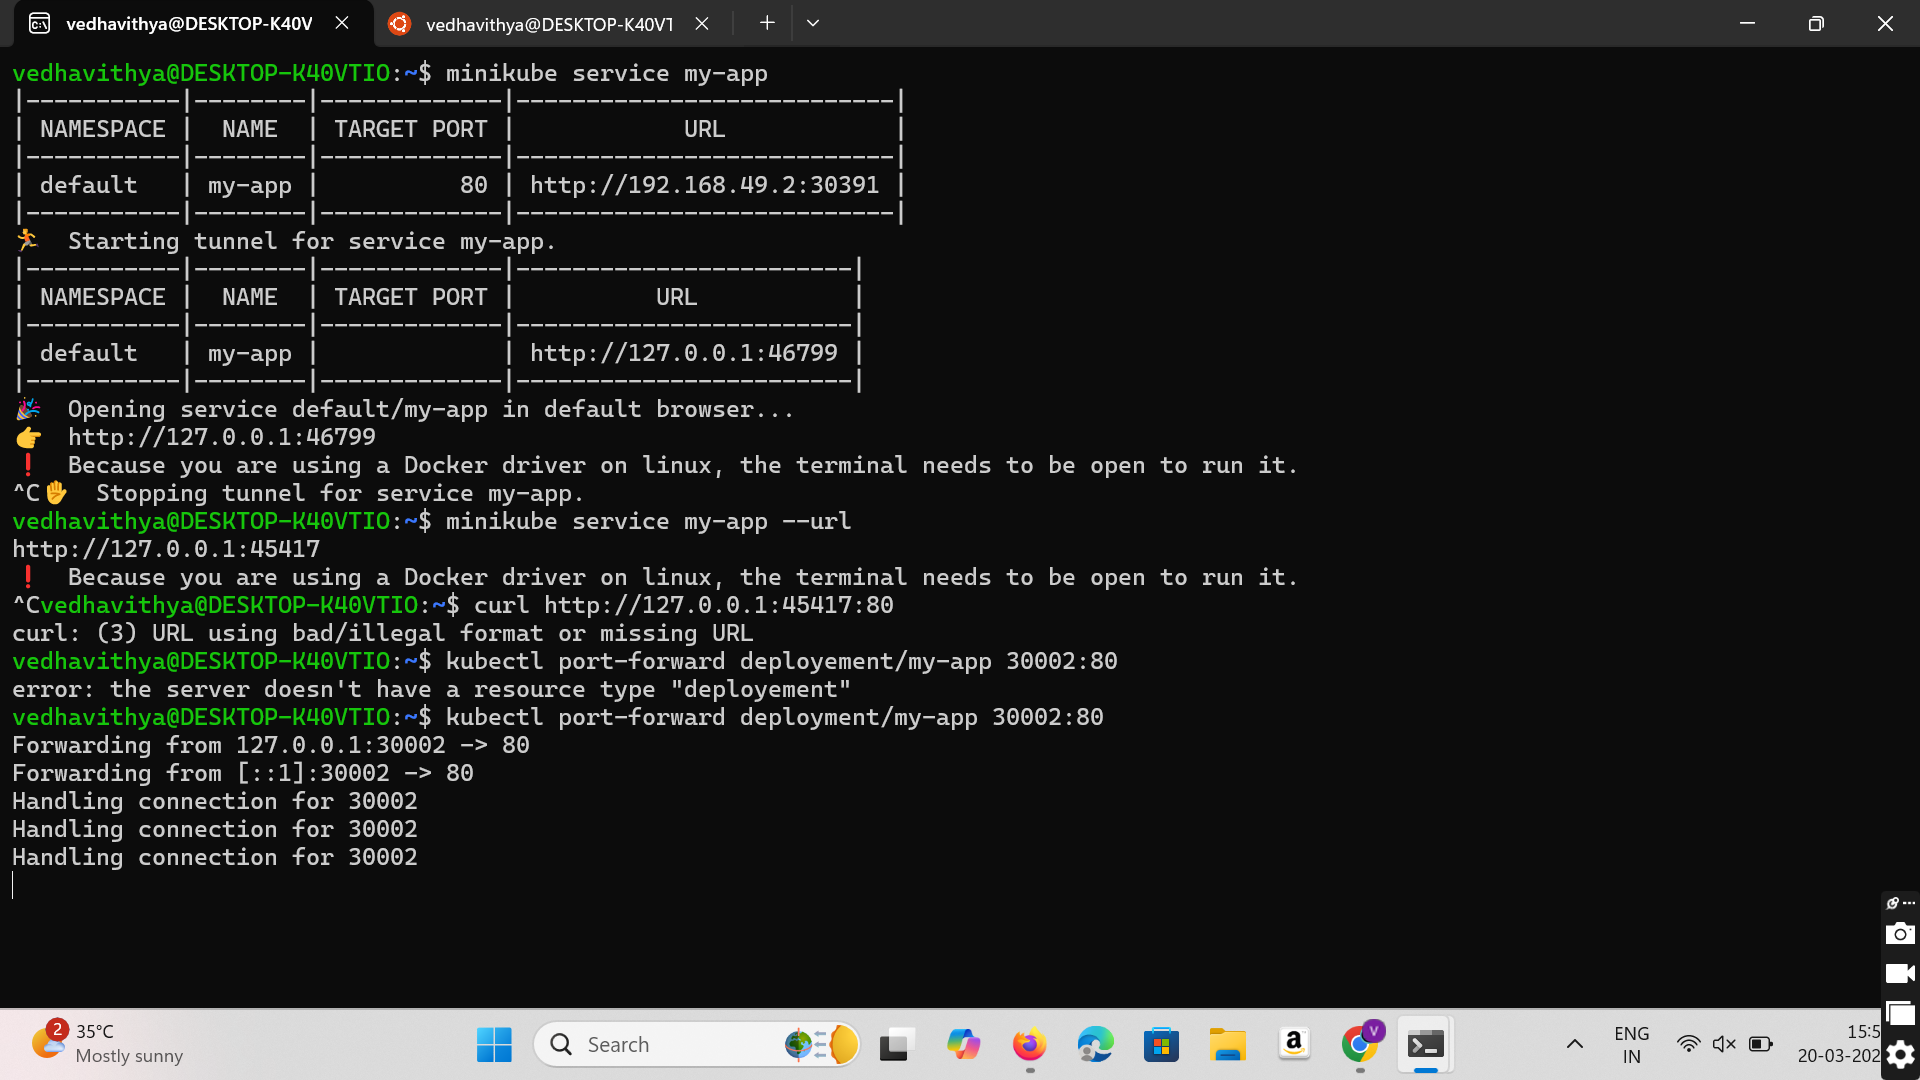 vedhavithya@DESKTOP-K40V
vedhavithya@DESKTOP-K40VT
vedhavithya@DESKTOP-K40VTIO:~$ minikube service my-app
|-----------|--------|-------------|---------------------------|
| NAMESPACE |  NAME  | TARGET PORT |            URL            |
|-----------|--------|-------------|---------------------------|
| default   | my-app |          80 | http://192.168.49.2:30391 |
|-----------|--------|-------------|---------------------------|
🏃  Starting tunnel for service my-app.
|-----------|--------|-------------|------------------------|
| NAMESPACE |  NAME  | TARGET PORT |          URL           |
|-----------|--------|-------------|------------------------|
| default   | my-app |             | http://127.0.0.1:46799 |
|-----------|--------|-------------|------------------------|
🎉  Opening service default/my-app in default browser...
👉  http://127.0.0.1:46799
❗  Because you are using a Docker driver on linux, the terminal needs to be open to run it.
^C✋  Stopping tunnel for service my-app.
vedhavithya@DESKTOP-K40VTIO:~$ minikube service my-app --url
http://127.0.0.1:45417
❗  Because you are using a Docker driver on linux, the terminal needs to be open to run it.
^Cvedhavithya@DESKTOP-K40VTIO:~$ curl http://127.0.0.1:45417:80
curl: (3) URL using bad/illegal format or missing URL
vedhavithya@DESKTOP-K40VTIO:~$ kubectl port-forward deployement/my-app 30002:80
error: the server doesn't have a resource type "deployement"
vedhavithya@DESKTOP-K40VTIO:~$ kubectl port-forward deployment/my-app 30002:80
Forwarding from 127.0.0.1:30002 -> 80
Forwarding from [::1]:30002 -> 80
Handling connection for 30002
Handling connection for 30002
Handling connection for 30002
2
35°C
Mostly sunny
Search
a
V
ENG
IN
15:5
20-03-202